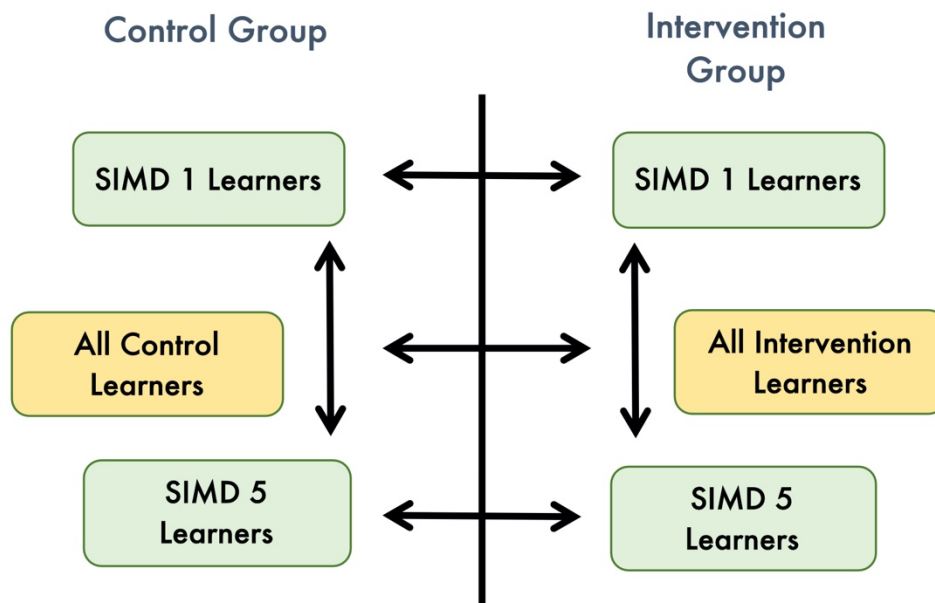 Control Group
Intervention
Group
SIMD 1 Learners
SIMD 1 Learners
All Control
Learners
All Intervention
Learners
SIMD 5
Learners
SIMD 5
Learners